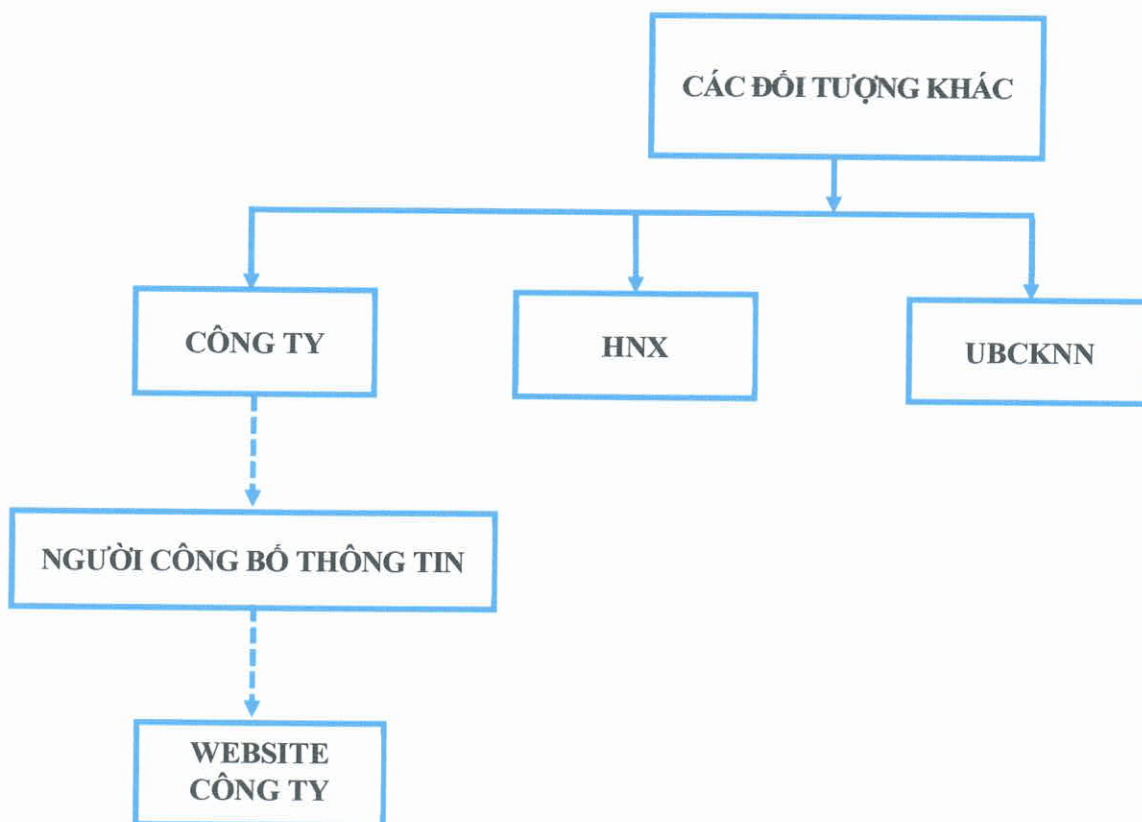 CÁC ĐỐI TƯỢNG KHÁC
CÔNG TY
HNX
UBCKNN
NGƯỜI CÔNG BỐ THÔNG TIN
WEBSITE
CÔNG TY